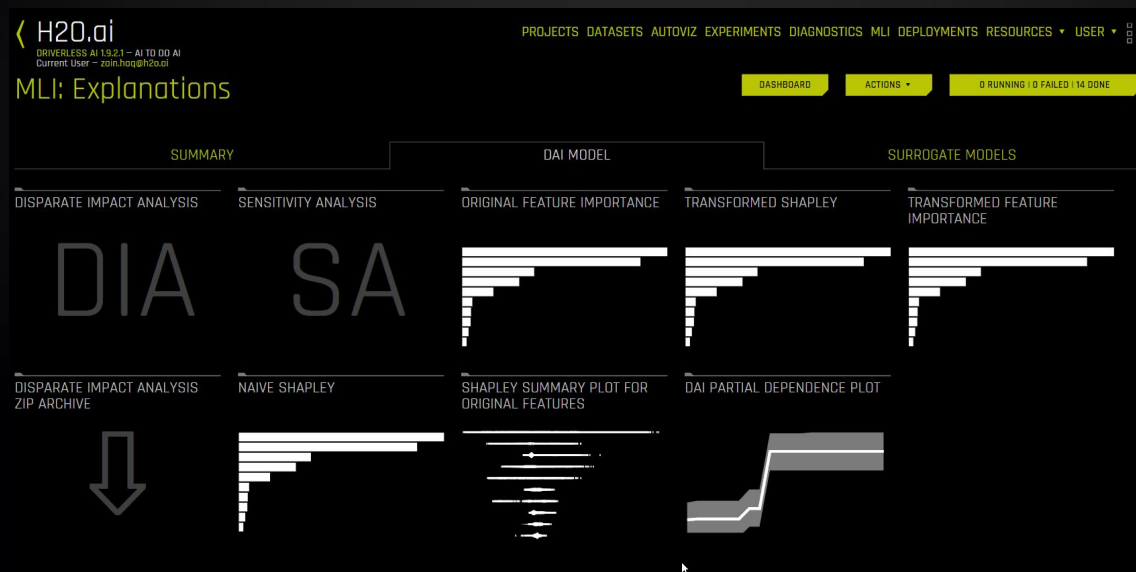 H2O.ai
DRIVERLESS AI 1.9.2.1 — AI TO DO AI
Current User — zain.haq@h2o.ai
PROJECTS DATASETS AUTOVIZ EXPERIMENTS DIAGNOSTICS MLI DEPLOYMENTS RESOURCES USER
MLI: Explanations
DASHBOARD ACTIONS 0 RUNNING | 0 FAILED | 14 DONE
SUMMARY DAI MODEL SURROGATE MODELS
DISPARATE IMPACT ANALYSIS
DIA
SENSITIVITY ANALYSIS
SA
ORIGINAL FEATURE IMPORTANCE
TRANSFORMED SHAPLEY
TRANSFORMED FEATURE
IMPORTANCE
DISPARATE IMPACT ANALYSIS
ZIP ARCHIVE
NAIVE SHAPLEY
SHAPLEY SUMMARY PLOT FOR
ORIGINAL FEATURES
DAI PARTIAL DEPENDENCE PLOT